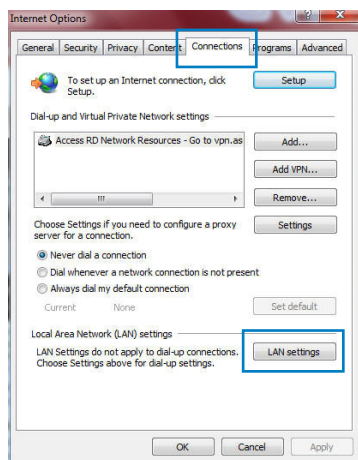 Internet Options
General Security Privacy Content Connections Programs Advanced
To set up an Internet connection, click
Setup.
Setup
Dial-up and Virtual Private Network settings
Access RD Network Resources - Go to vpn.as
Add...
Add VPN...
Remove...
Choose Settings if you need to configure a proxy
server for a connection.
Settings
Never dial a connection
Dial whenever a network connection is not present
Always dial my default connection
Current None
Set default
Local Area Network (LAN) settings
LAN Settings do not apply to dial-up connections.
Choose Settings above for dial-up settings.
LAN settings
OK Cancel Apply